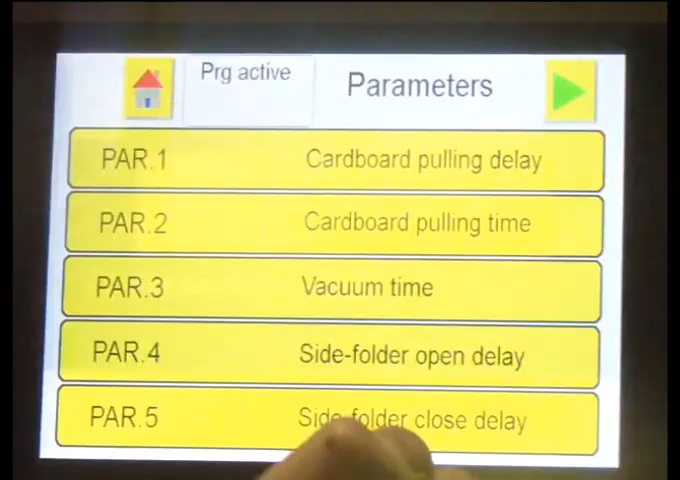 Prg active
Parameters
PAR.1 Cardboard pulling delay
PAR.2 Cardboard pulling time
PAR.3 Vacuum time
PAR.4 Side-folder open delay
PAR.5 Side-folder close delay